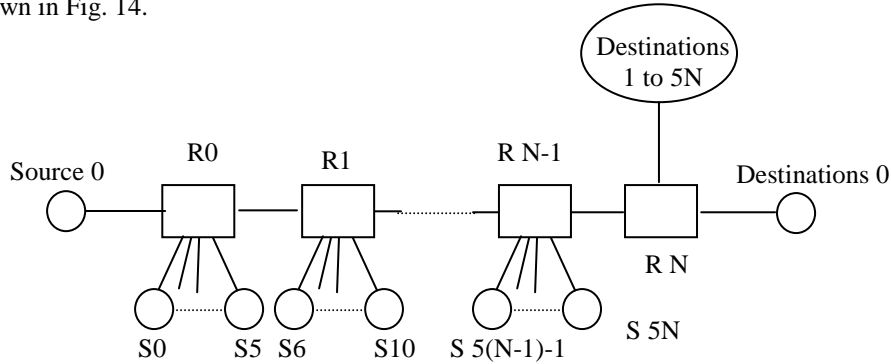 wn in Fig. 14.
Destinations
1 to 5N
R0
R1
R N-1
Source 0
Destinations 0
R N
S0
S5
S6
S10
S 5(N-1)-1
S 5N